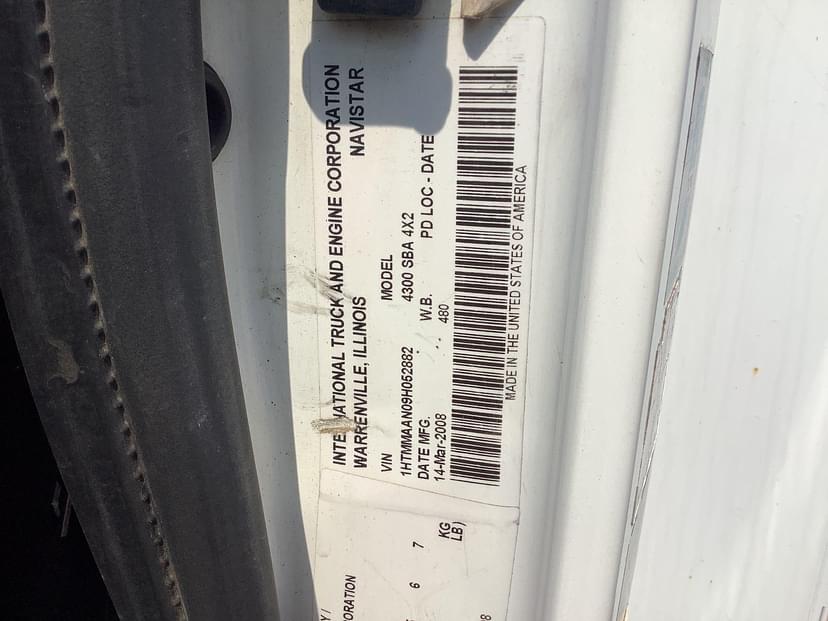 INTERNATIONAL TRUCK AND ENGINE CORPORATION
WARRENVILLE, ILLINOIS NAVISTAR
VIN MODEL
1HTMMAAN09H052882 4300 SBA 4X2
DATE MFG. W.B. PD LOC - DATE
14-Mar-2008 480
MADE IN THE UNITED STATES OF AMERICA
ORATION
6 7
KG
LB)